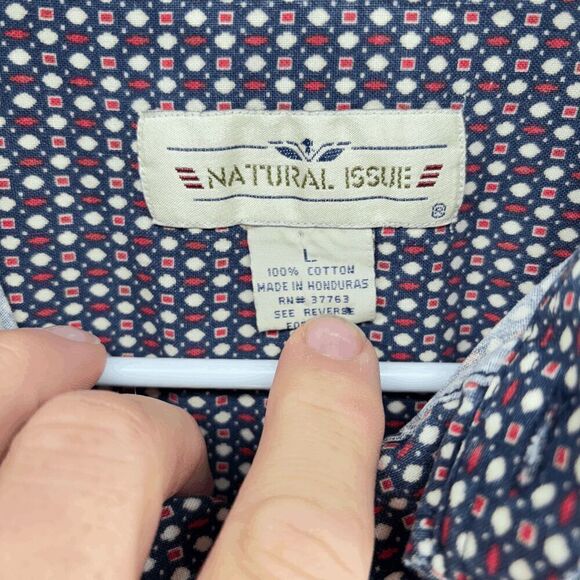 NATURAL ISSUE
®
L
100% COTTON
MADE IN HONDURAS
RN# 37763
SEE REVERSE